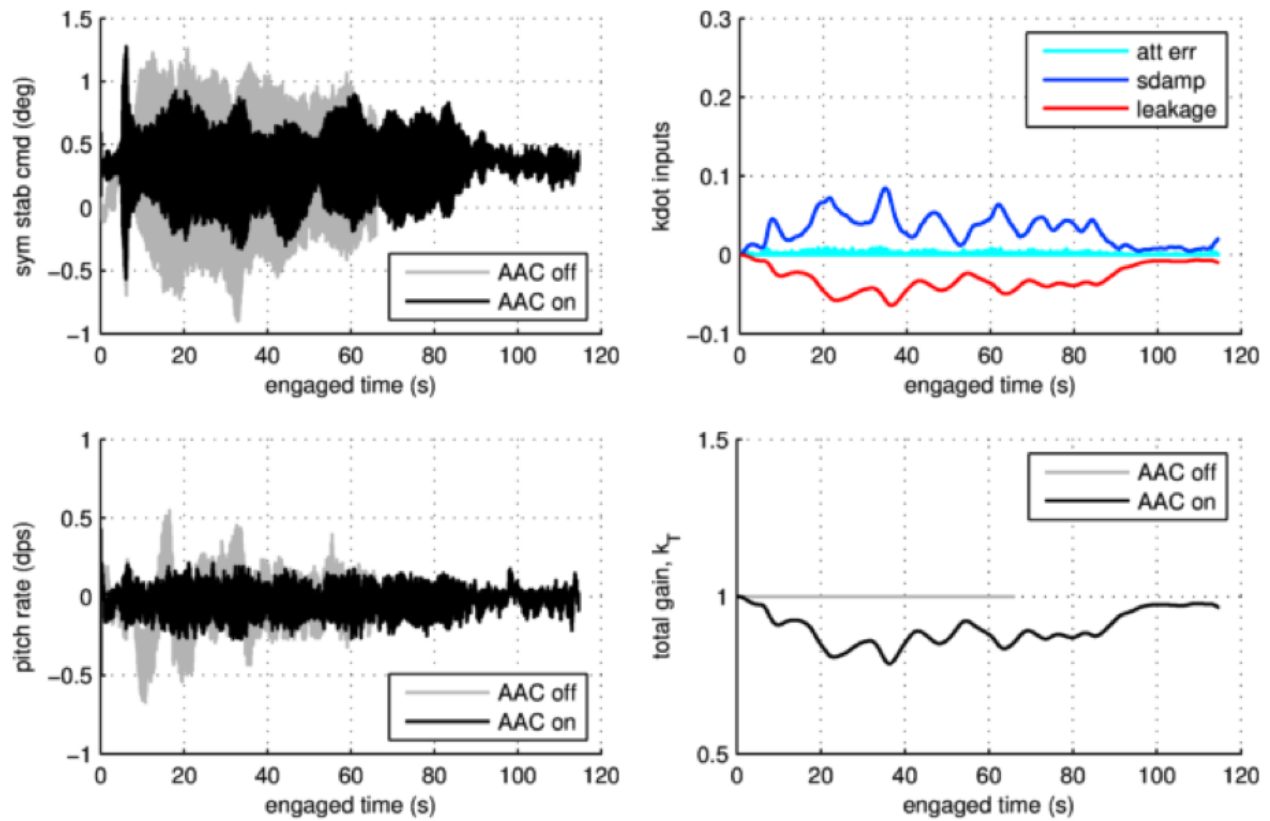 1.5
1
0.5
0
−0.5
−1
sym stab cmd (deg)
AAC off
AAC on
0 20 40 60 80 100 120
engaged time (s)
0.3
0.2
0.1
0
−0.1
kdot inputs
att err
sdamp
leakage
0 20 40 60 80 100 120
engaged time (s)
1
0.5
0
−0.5
−1
pitch rate (dps)
AAC off
AAC on
0 20 40 60 80 100 120
engaged time (s)
1.5
1
0.5
total gain, k_T
AAC off
AAC on
0 20 40 60 80 100 120
engaged time (s)